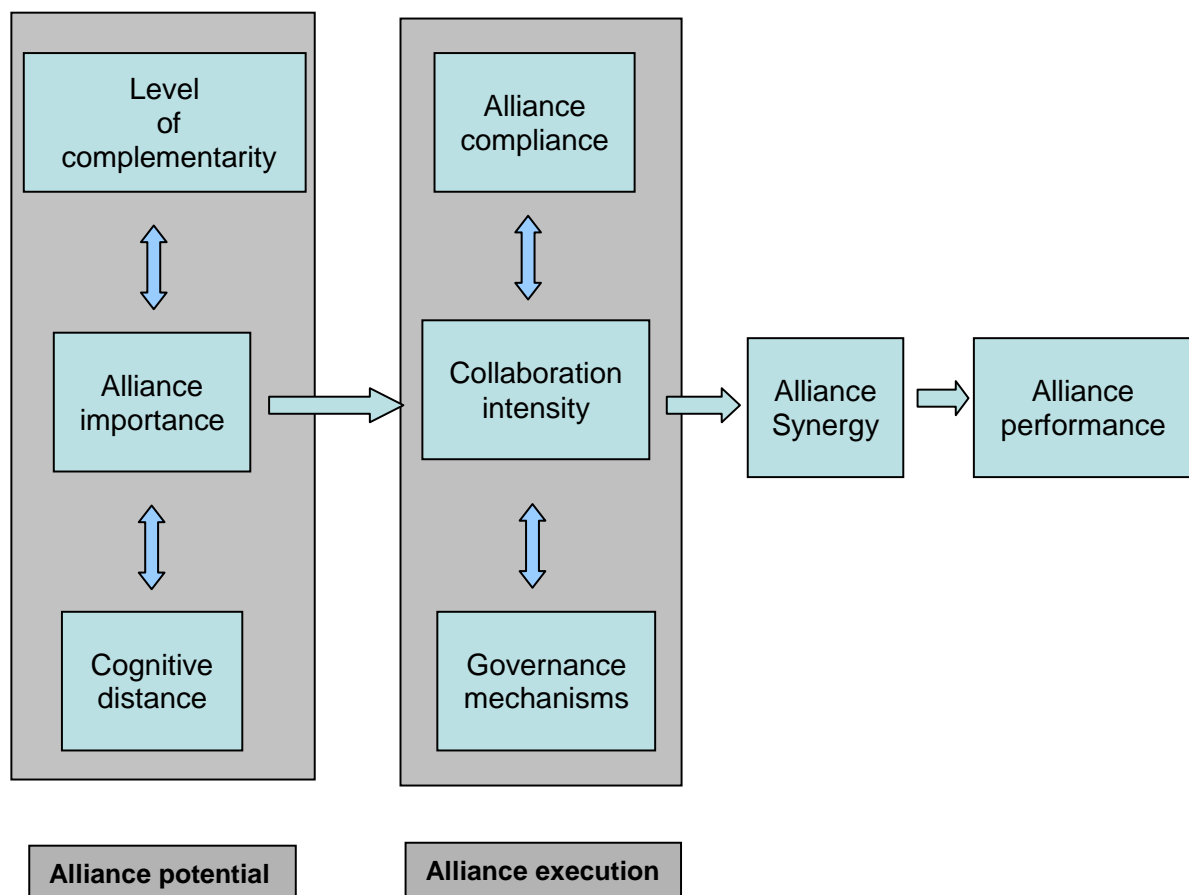 Level
of
complementarity
Alliance
importance
Cognitive
distance
Alliance potential
Alliance
compliance
Collaboration
intensity
Governance
mechanisms
Alliance execution
Alliance
Synergy
Alliance
performance